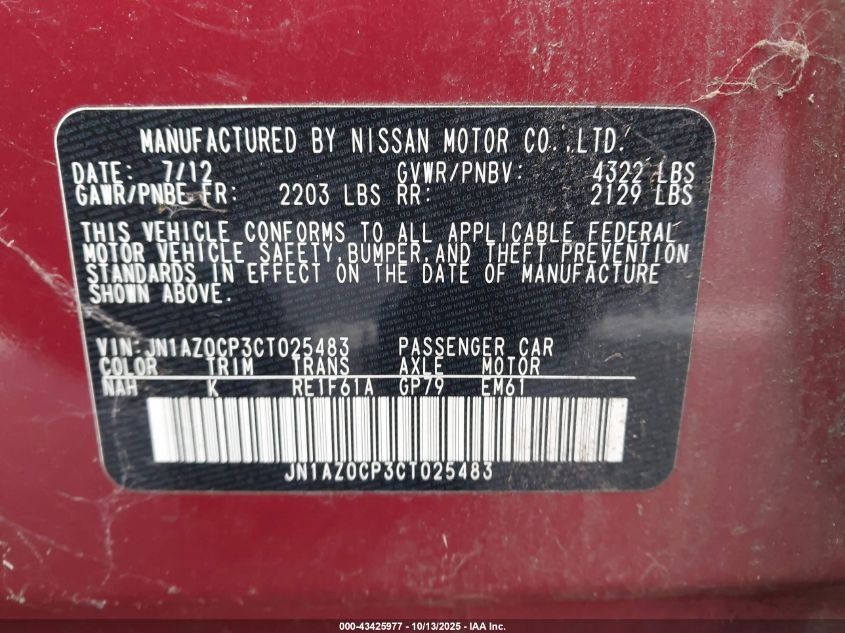 MANUFACTURED BY NISSAN MOTOR CO.,LTD.
DATE: 7/12 GVWR/PNBV: 4322 LBS
GAWR/PNBE FR: 2203 LBS RR: 2129 LBS
THIS VEHICLE CONFORMS TO ALL APPLICABLE FEDERAL
MOTOR VEHICLE SAFETY,BUMPER,AND THEFT PREVENTION
STANDARDS IN EFFECT ON THE DATE OF MANUFACTURE
SHOWN ABOVE.
VIN:JN1AZ0CP3CT025483 PASSENGER CAR
COLOR TRIM TRANS AXLE MOTOR
NAH K RE1F61A GP79 EM61
JN1AZ0CP3CT025483
000-43425977 - 10/13/2025 - IAA Inc.